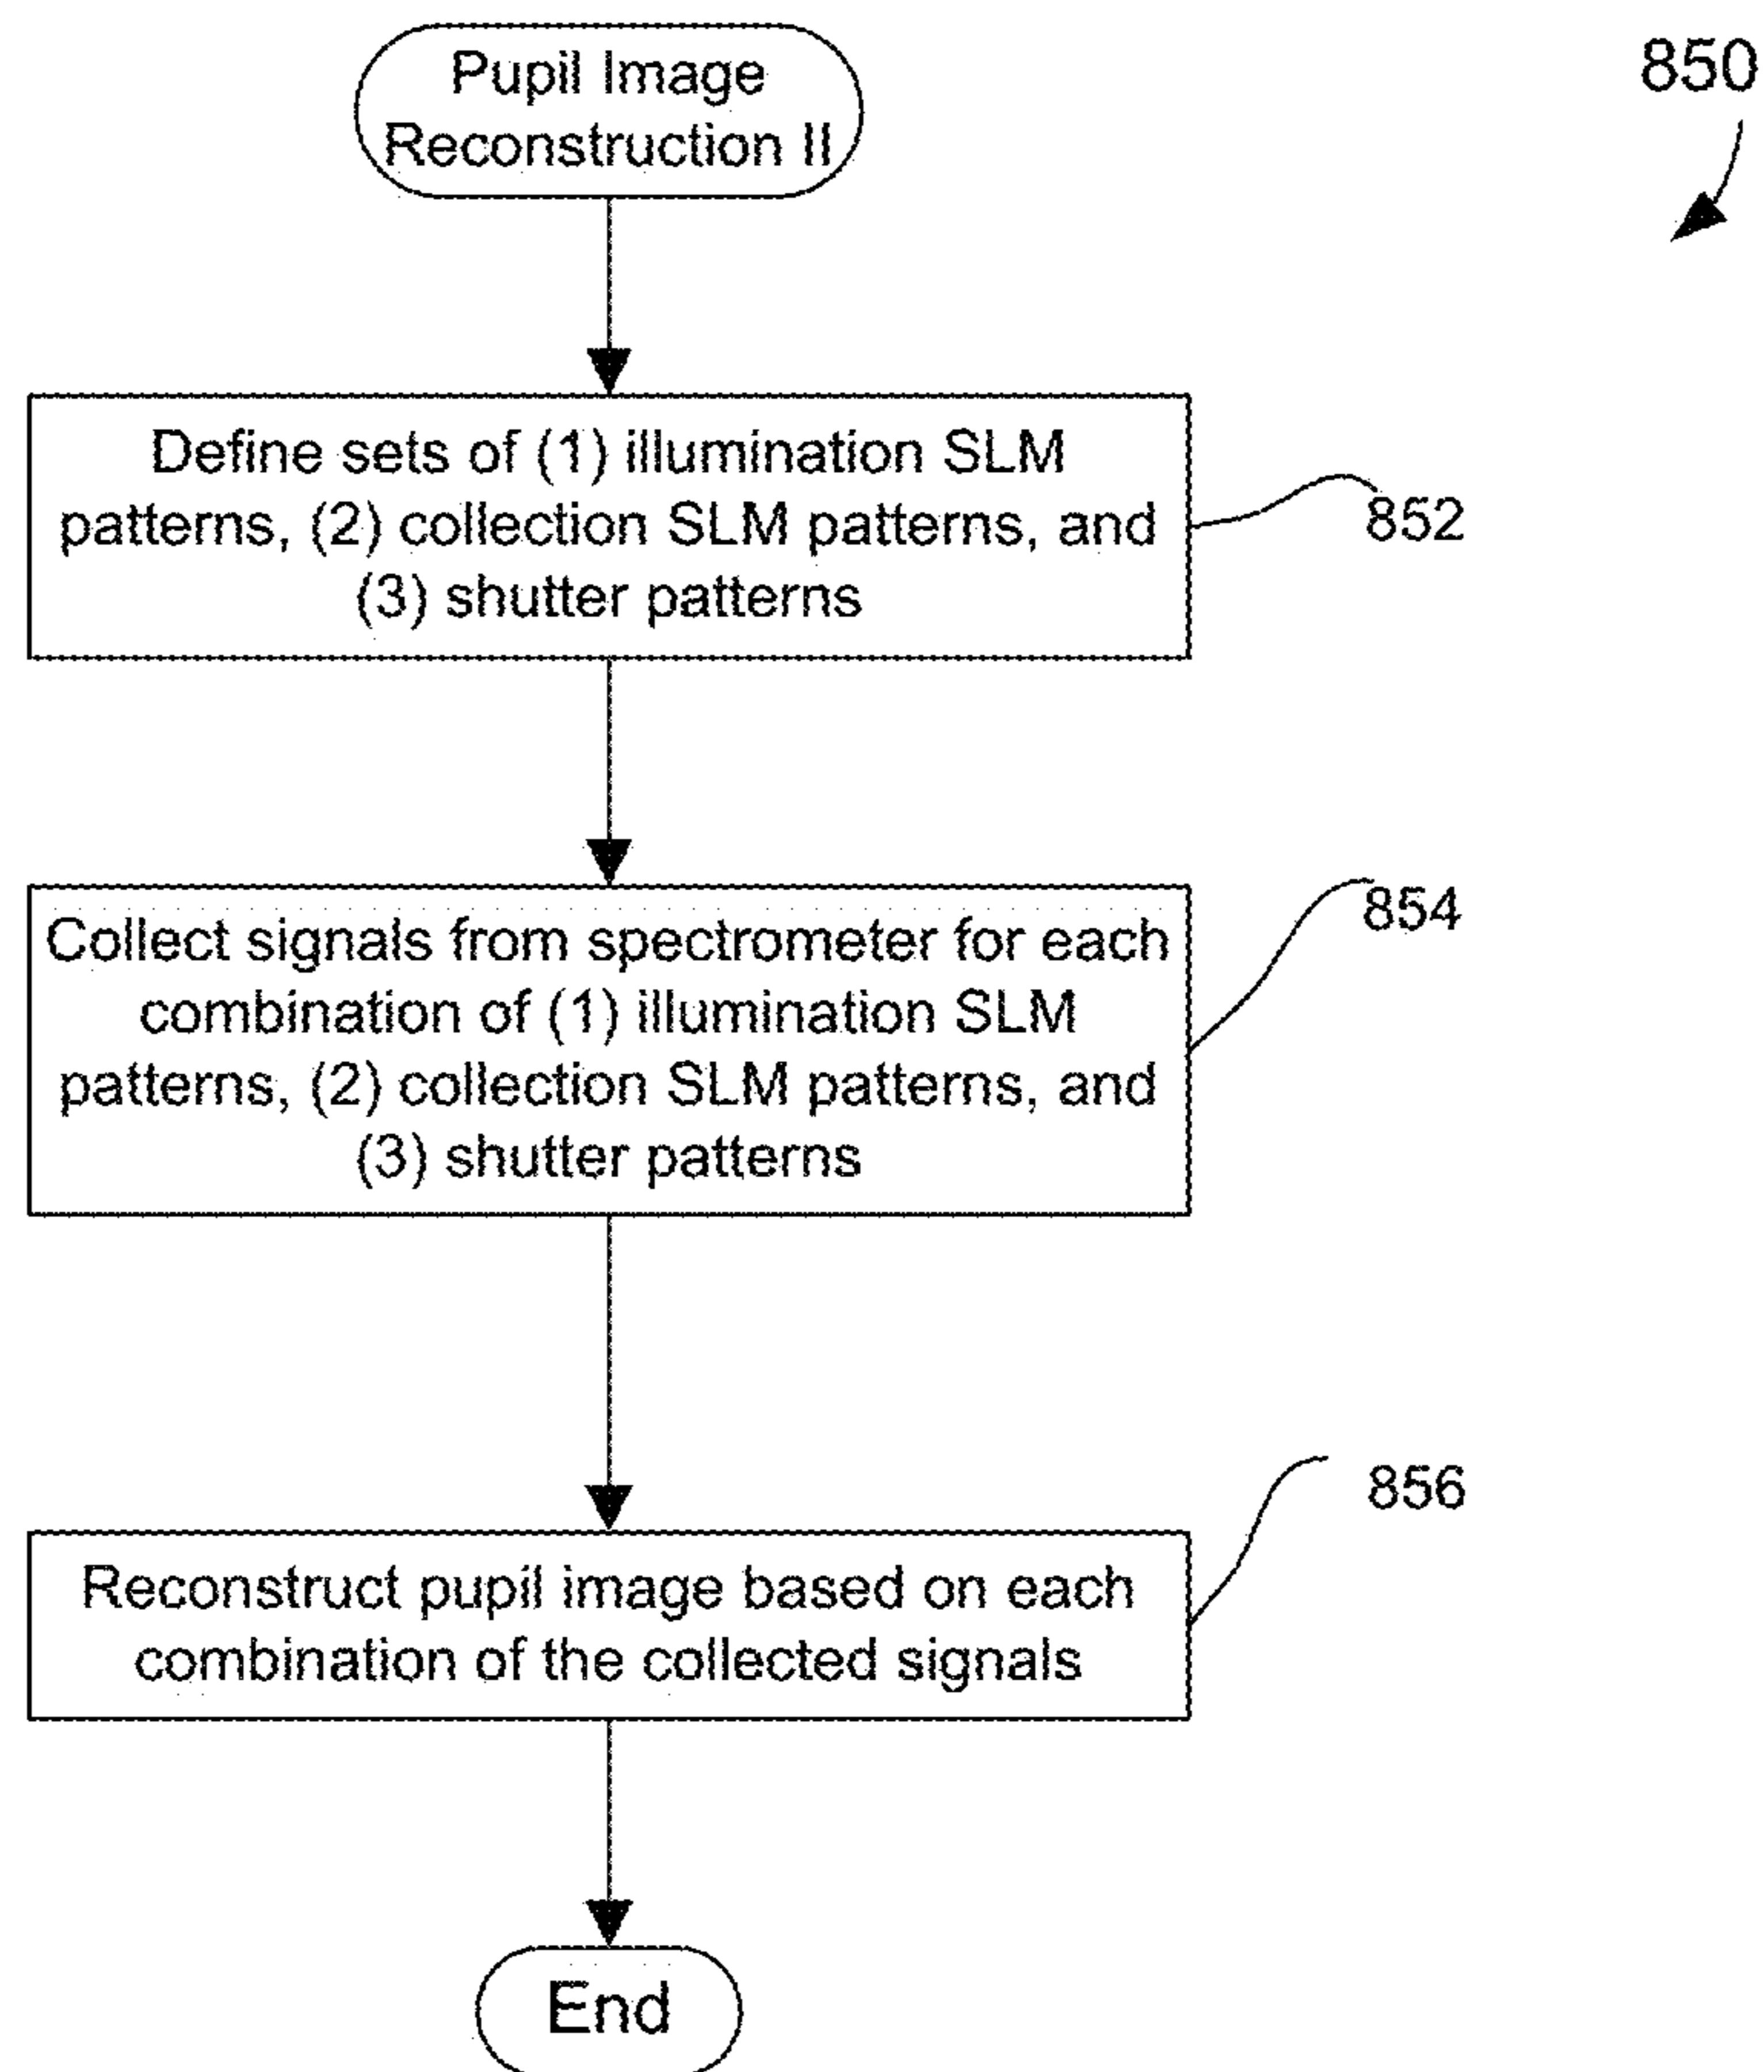 Pupil Image
Reconstruction II
850
Define sets of (1) illumination SLM
patterns, (2) collection SLM patterns, and
(3) shutter patterns
852
Collect signals from spectrometer for each
combination of (1) illumination SLM
patterns, (2) collection SLM patterns, and
(3) shutter patterns
854
Reconstruct pupil image based on each
combination of the collected signals
856
End